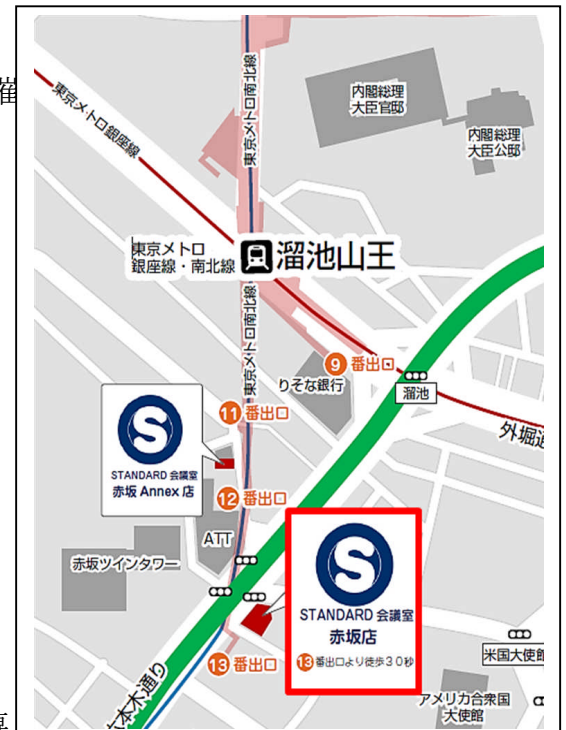 催
東京メトロ南北線
内閣総理
大臣官邸
内閣総理
大臣公邸
東京メトロ銀座線
東京メトロ
銀座線・南北線
溜池山王
東京メトロ南北線
9 番出口
りそな銀行
溜池
外堀通
11 番出口
S
STANDARD 会議室
赤坂 Annex 店
12 番出口
ATT
赤坂ツインタワー
S
STANDARD 会議室
赤坂店
13 番出口より徒歩30秒
13 番出口
米国大使館
アメリカ合衆国
大使館
本木通り